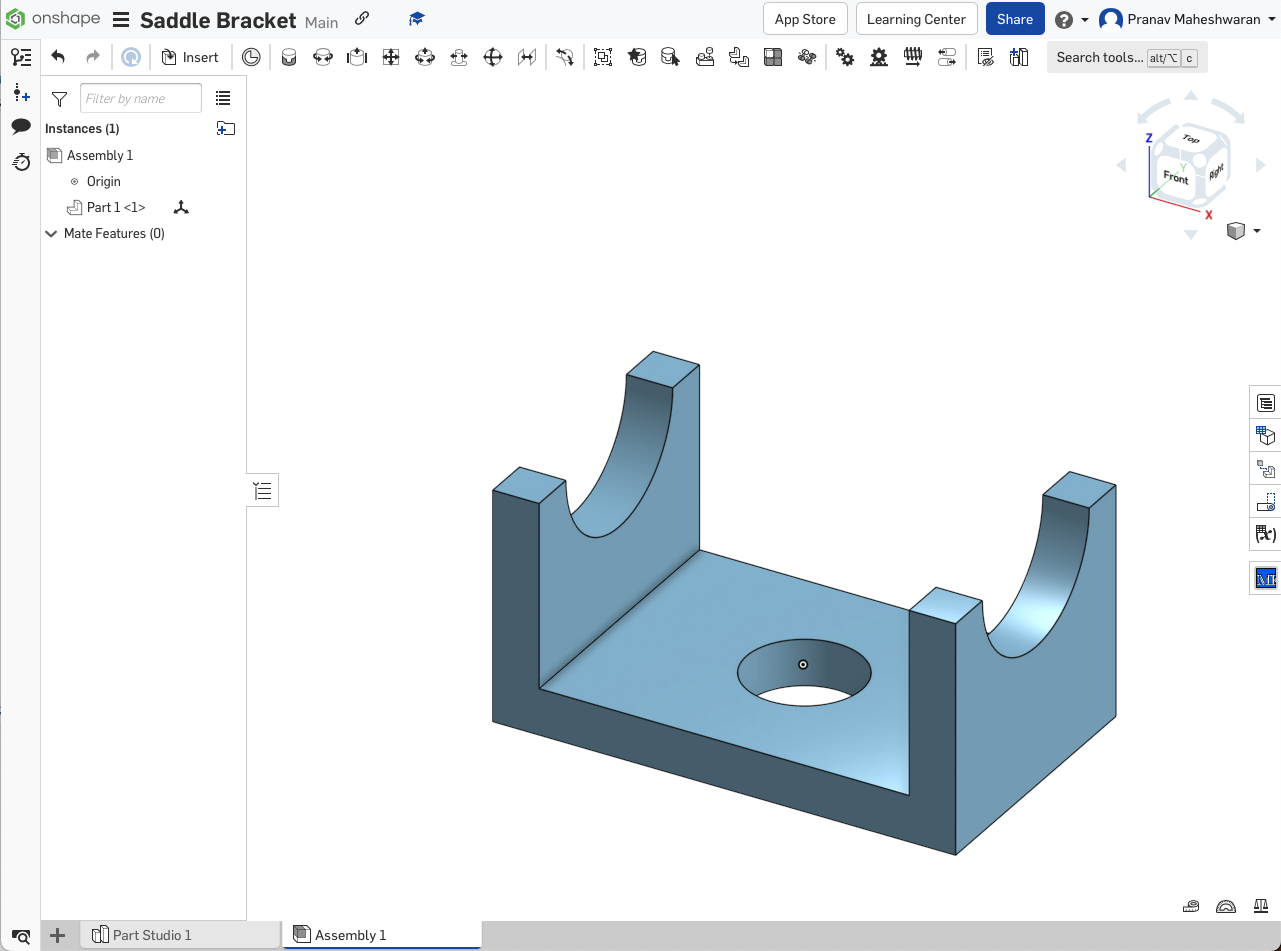 onshape Saddle Bracket Main App Store Learning Center Share Pranav Maheshwaran
Insert Search tools... alt/⌥ c
Filter by name
Instances (1)
Assembly 1
Origin
Part 1 <1>
Mate Features (0)
Top
Front
Right
Z
Y
X
(x)
Part Studio 1 Assembly 1